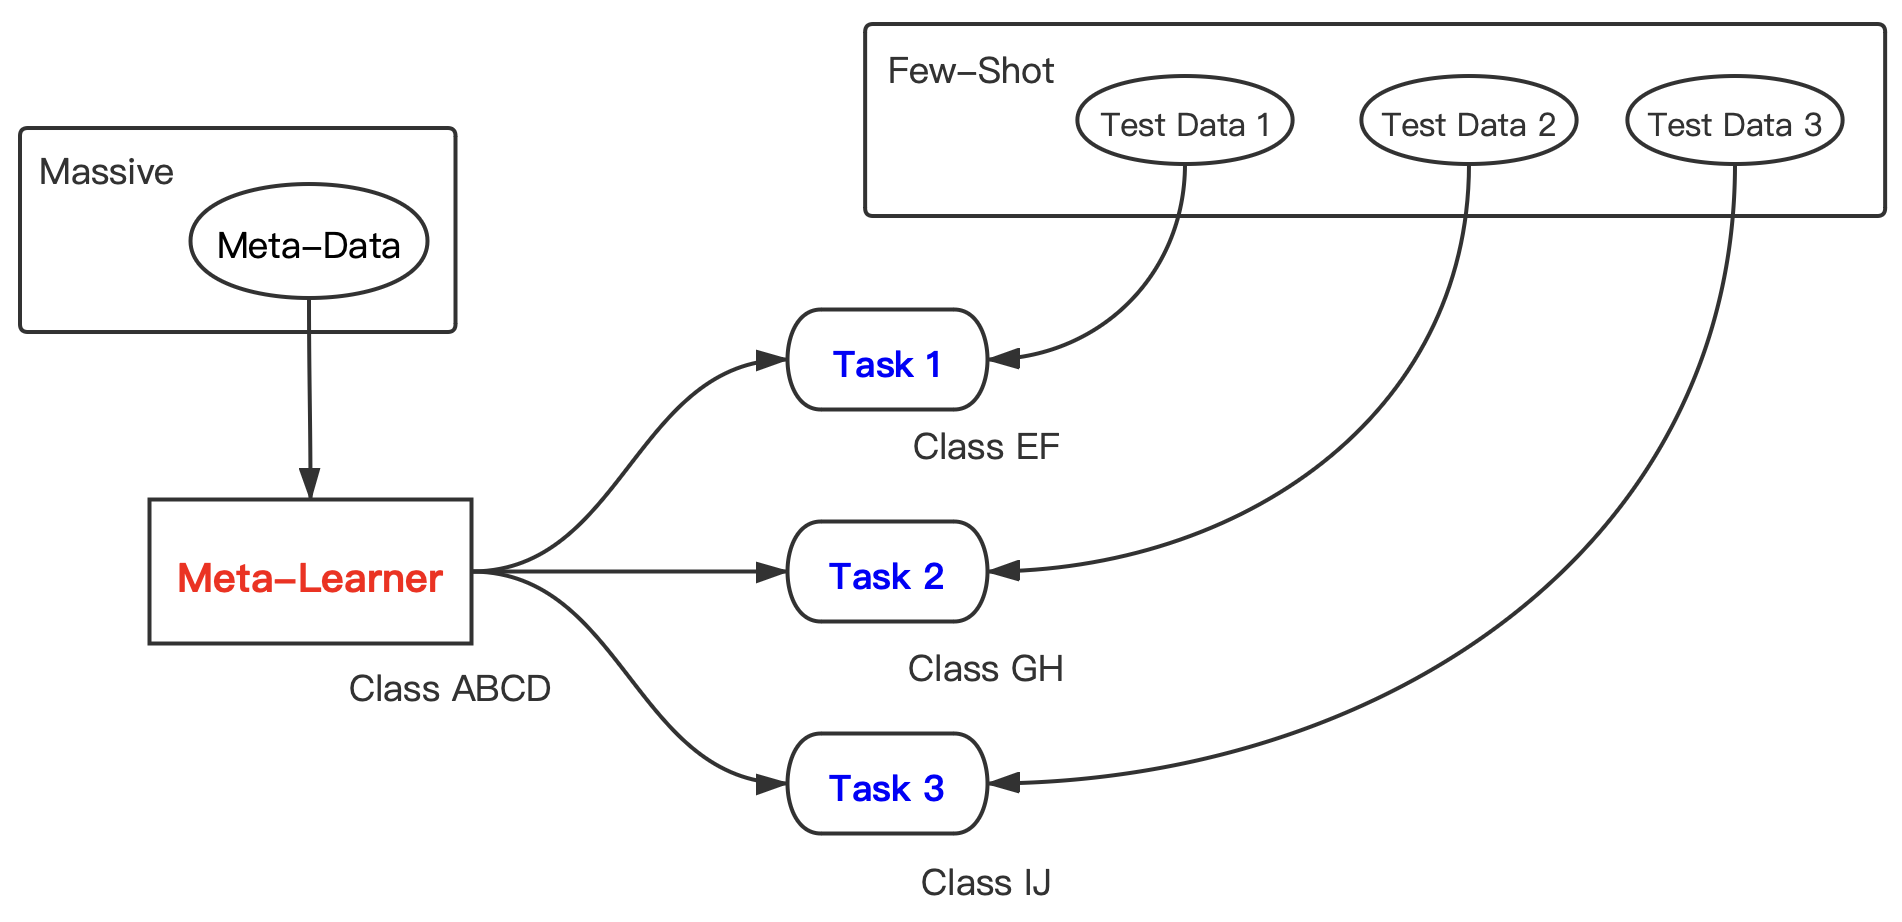 Few–Shot
Test Data 1
Test Data 2
Test Data 3
Massive
Meta–Data
Task 1
Class EF
Meta–Learner
Class ABCD
Task 2
Class GH
Task 3
Class IJ